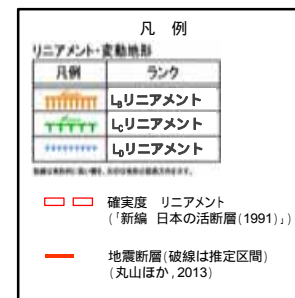 凡 例
リニアメント・変動地形
凡例 ランク
LBリニアメント
LCリニアメント
LDリニアメント
確実度 リニアメント
(「新編 日本の活断層(1991)」)
地震断層(破線は推定区間)
(丸山ほか, 2013)